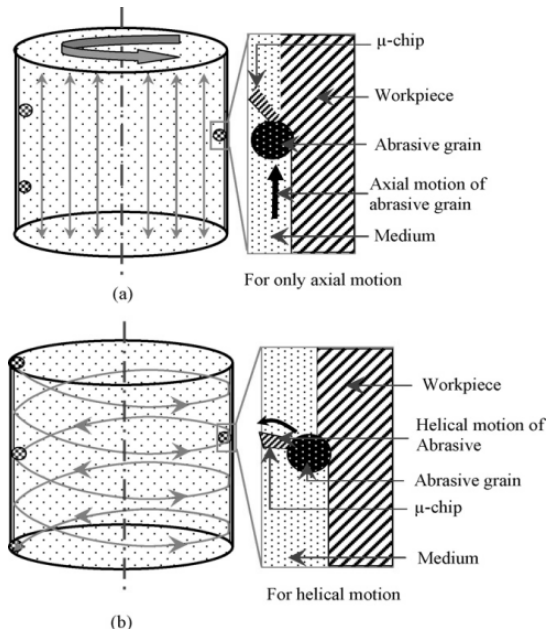 μ-chip
Workpiece
Abrasive grain
Axial motion of
abrasive grain
Medium
For only axial motion
(a)
Workpiece
Helical motion of
Abrasive
Abrasive grain
μ-chip
Medium
For helical motion
(b)